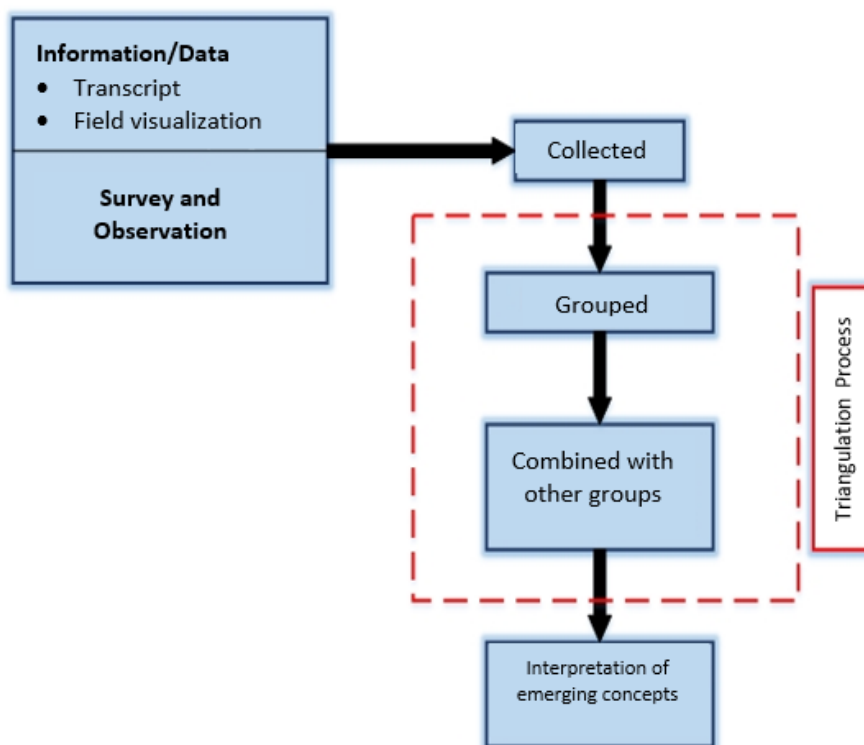 Information/Data
• Transcript
• Field visualization
Survey and
Observation
Collected
Grouped
Combined with
other groups
Triangulation Process
Interpretation of
emerging concepts